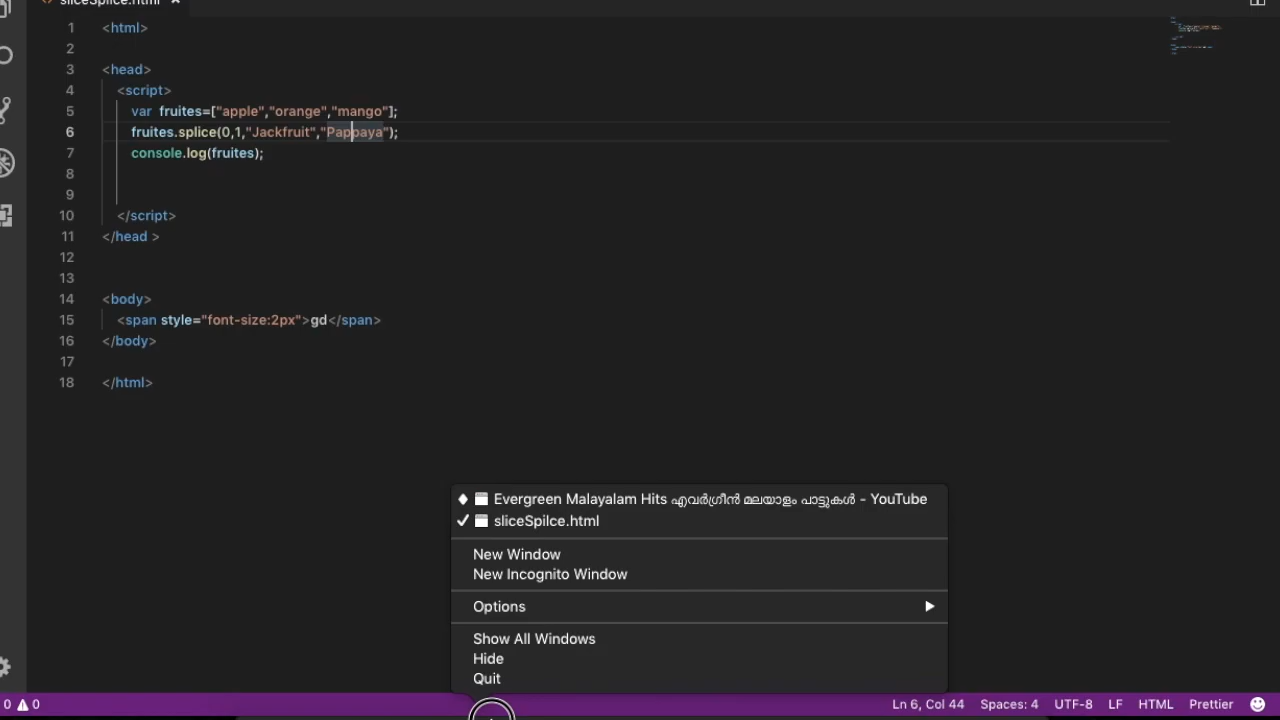 sliceSpilce.html
1 <html>
2
3 <head>
4 <script>
5 var fruites=["apple","orange","mango"];
6 fruites.splice(0,1,"Jackfruit","Pappaya");
7 console.log(fruites);
8
9
10 </script>
11 </head >
12
13
14 <body>
15 <span style="font-size:2px">gd</span>
16 </body>
17
18 </html>
Evergreen Malayalam Hits എവർഗ്രീൻ മലയാളം പാട്ടുകൾ - YouTube
sliceSpilce.html
New Window
New Incognito Window
Options
Show All Windows
Hide
Quit
0 0 Ln 6, Col 44 Spaces: 4 UTF-8 LF HTML Prettier